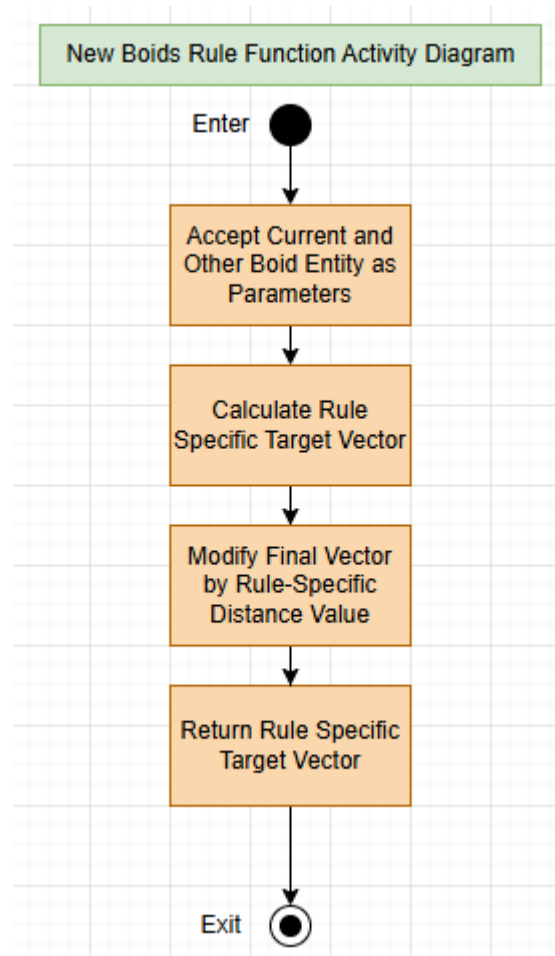 New Boids Rule Function Activity Diagram
Enter
Accept Current and
Other Boid Entity as
Parameters
Calculate Rule
Specific Target Vector
Modify Final Vector
by Rule-Specific
Distance Value
Return Rule Specific
Target Vector
Exit